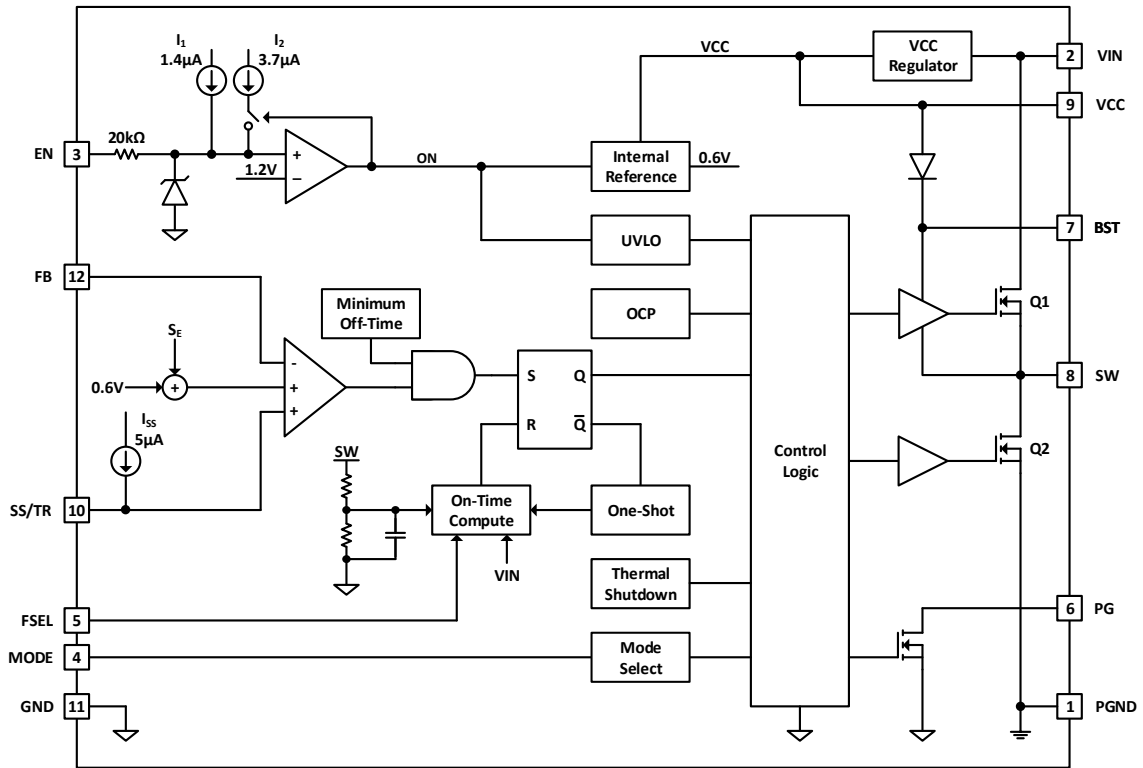 I1
1.4µA
I2
3.7µA
VCC
VCC
Regulator
2
VIN
9
VCC
EN
3
20kΩ
+
1.2V
−
ON
Internal
Reference
0.6V
UVLO
7
BST
FB
12
Minimum
Off-Time
OCP
Q1
SE
0.6V
+
-
+
+
S
Q
R
Q̅
8
SW
ISS
5µA
SW
Control
Logic
Q2
SS/TR
10
On-Time
Compute
One-Shot
VIN
Thermal
Shutdown
FSEL
5
6
PG
MODE
4
Mode
Select
GND
11
1
PGND